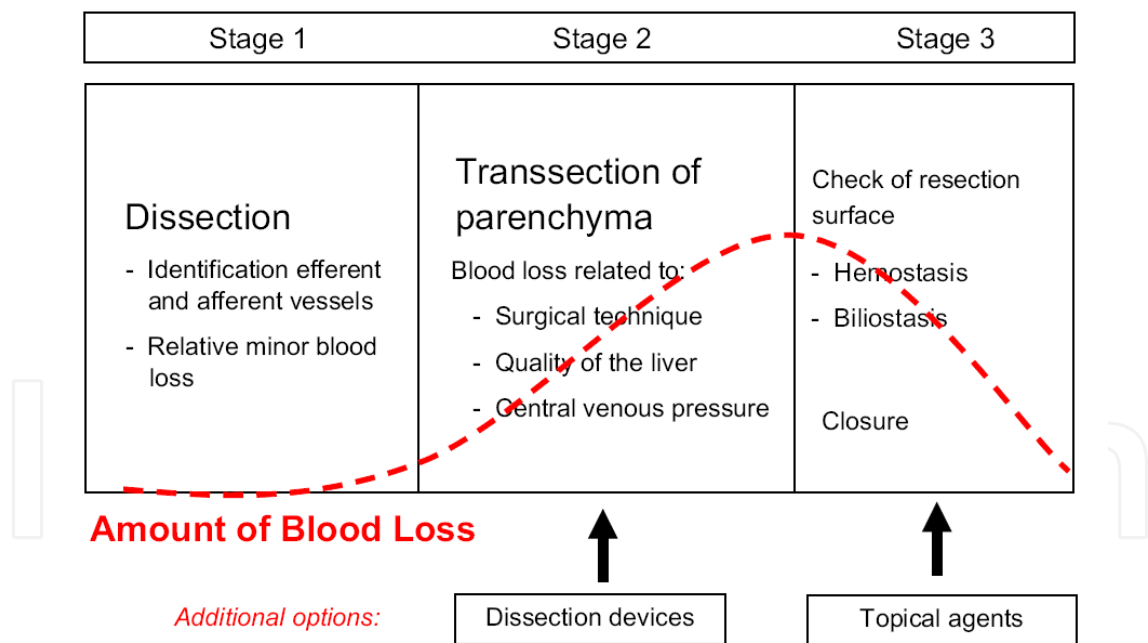 Stage 1
Stage 2
Stage 3
Dissection
- Identification efferent
and afferent vessels
- Relative minor blood
loss
Transsection of
parenchyma
Blood loss related to:
- Surgical technique
- Quality of the liver
- Central venous pressure
Check of resection
surface
- Hemostasis
- Biliostasis
Closure
Amount of Blood Loss
Additional options:
Dissection devices
Topical agents